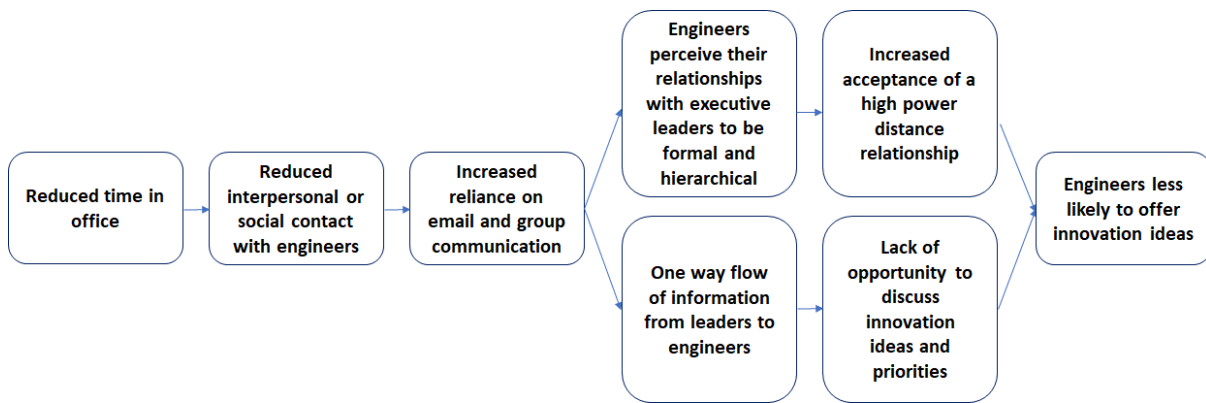 Reduced time in
office
Reduced
interpersonal or
social contact
with engineers
Increased
reliance on
email and group
communication
Engineers
perceive their
relationships
with executive
leaders to be
formal and
hierarchical
Increased
acceptance of a
high power
distance
relationship
One way flow
of information
from leaders to
engineers
Lack of
opportunity to
discuss
innovation
ideas and
priorities
Engineers less
likely to offer
innovation ideas